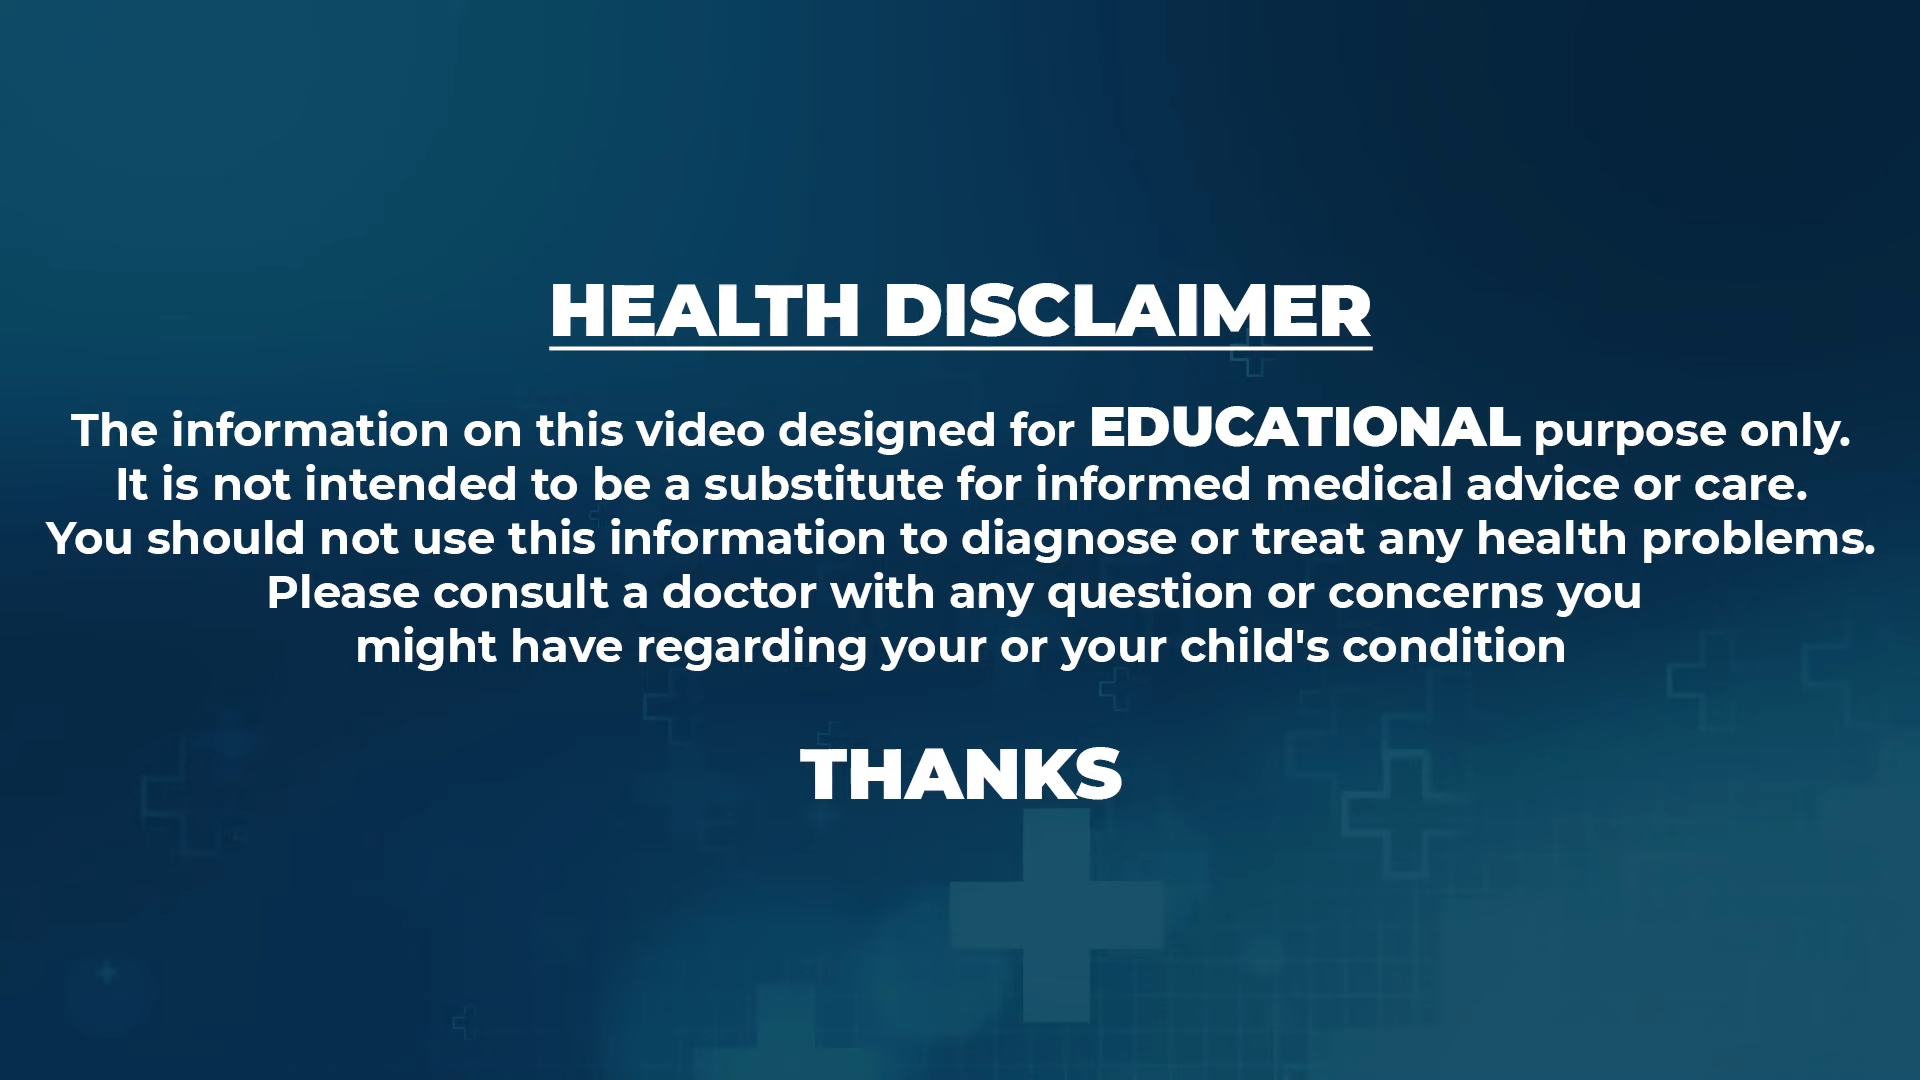 HEALTH DISCLAIMER
The information on this video designed for EDUCATIONAL purpose only.
It is not intended to be a substitute for informed medical advice or care.
You should not use this information to diagnose or treat any health problems.
Please consult a doctor with any question or concerns you
might have regarding your or your child's condition
THANKS